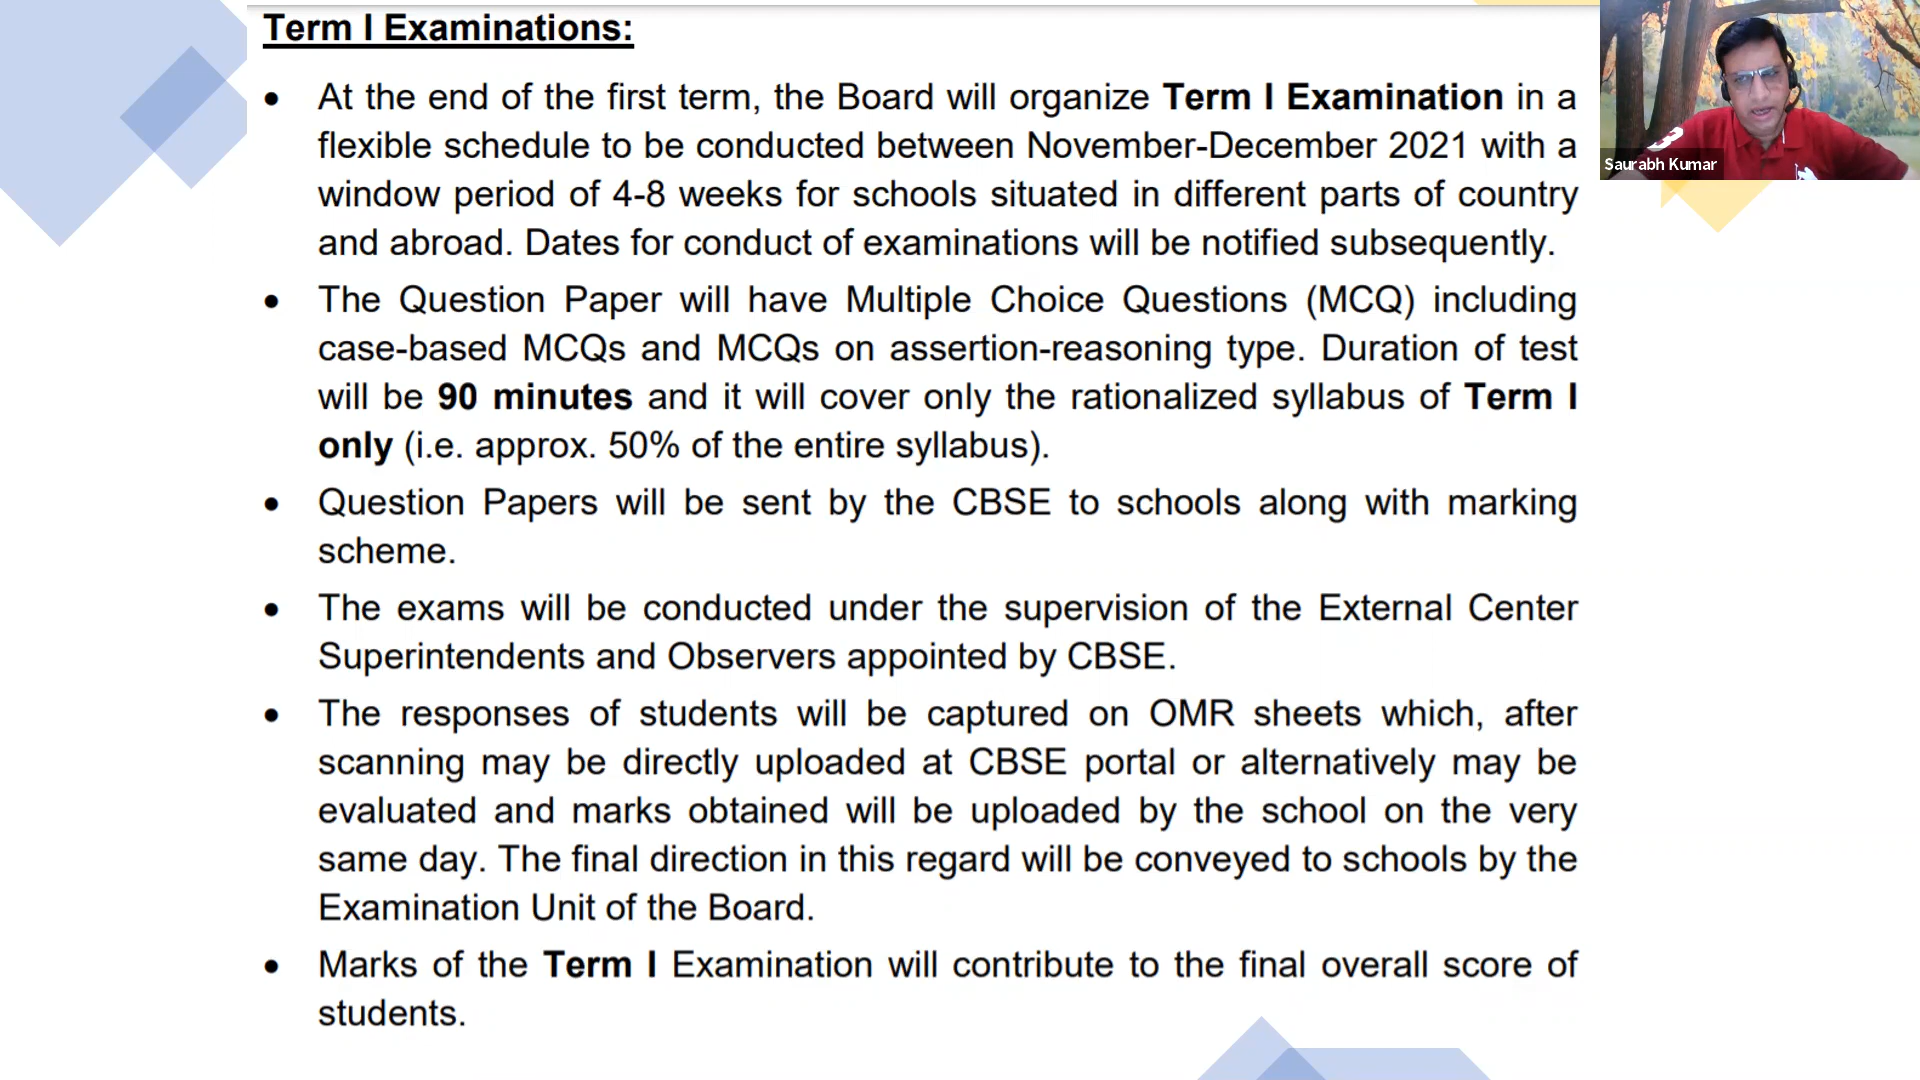 Term I Examinations:
• At the end of the first term, the Board will organize Term I Examination in a
flexible schedule to be conducted between November-December 2021 with a
window period of 4-8 weeks for schools situated in different parts of country
and abroad. Dates for conduct of examinations will be notified subsequently.
• The Question Paper will have Multiple Choice Questions (MCQ) including
case-based MCQs and MCQs on assertion-reasoning type. Duration of test
will be 90 minutes and it will cover only the rationalized syllabus of Term I
only (i.e. approx. 50% of the entire syllabus).
• Question Papers will be sent by the CBSE to schools along with marking
scheme.
• The exams will be conducted under the supervision of the External Center
Superintendents and Observers appointed by CBSE.
• The responses of students will be captured on OMR sheets which, after
scanning may be directly uploaded at CBSE portal or alternatively may be
evaluated and marks obtained will be uploaded by the school on the very
same day. The final direction in this regard will be conveyed to schools by the
Examination Unit of the Board.
• Marks of the Term I Examination will contribute to the final overall score of
students.
Saurabh Kumar
3